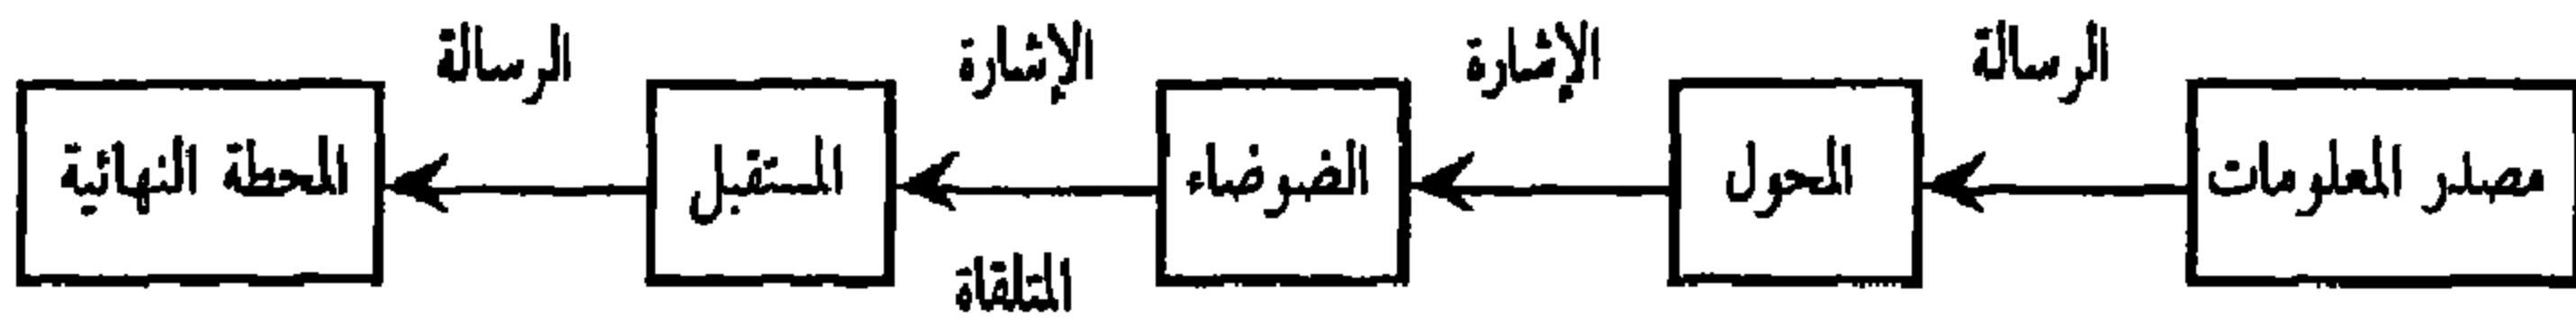 الرسالة
الإشارة
الإشارة
الرسالة
مصدر المعلومات
المحول
الضوضاء
المستقبل
المحطة النهائية
المتلقاة